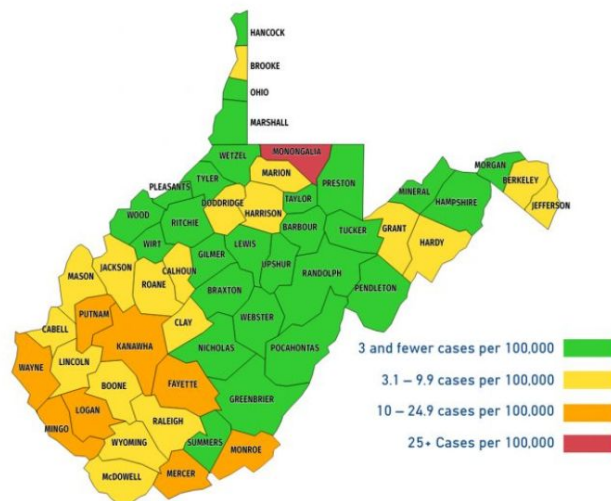 HANCOCK
BROOKE
OHIO
MARSHALL
WETZEL
MONONGALIA
MARION
TYLER
PLEASANTS
DODDRIDGE
HARRISON
TAYLOR
PRESTON
MORGAN
BERKELEY
JEFFERSON
MINERAL
HAMPSHIRE
WOOD
RITCHIE
BARBOUR
TUCKER
GRANT
HARDY
WIRT
LEWIS
GILMER
UPSHUR
RANDOLPH
PENDLETON
MASON
JACKSON
CALHOUN
ROANE
BRAXTON
WEBSTER
PUTNAM
CLAY
CABELL
KANAWHA
NICHOLAS
POCAHONTAS
WAYNE
LINCOLN
BOONE
FAYETTE
GREENBRIER
LOGAN
MINGO
RALEIGH
WYOMING
SUMMERS
MONROE
McDOWELL
MERCER
3 and fewer cases per 100,000
3.1 – 9.9 cases per 100,000
10 – 24.9 cases per 100,000
25+ Cases per 100,000